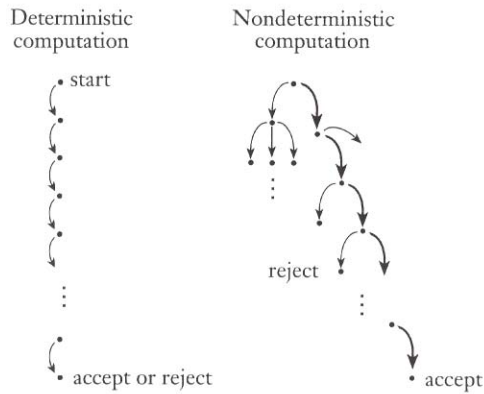 Deterministic
computation
start
accept or reject
Nondeterministic
computation
reject
accept